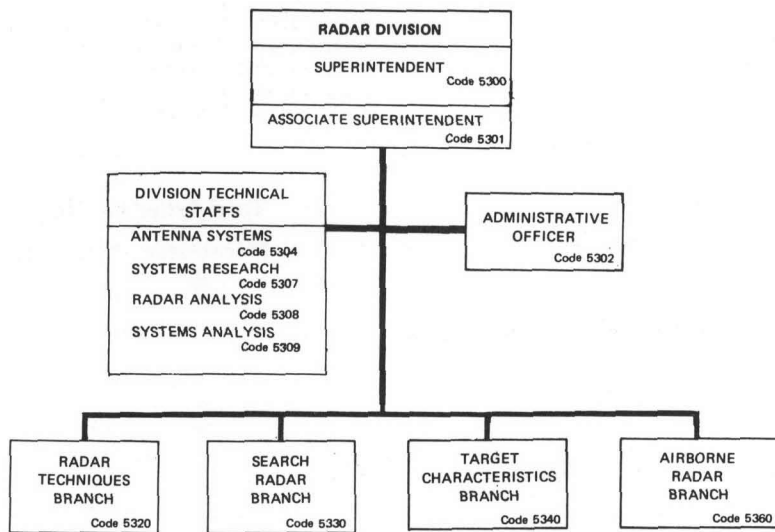 RADAR DIVISION
SUPERINTENDENT
Code 5300
ASSOCIATE SUPERINTENDENT
Code 5301
DIVISION TECHNICAL
STAFFS
ANTENNA SYSTEMS
Code 5304
SYSTEMS RESEARCH
Code 5307
RADAR ANALYSIS
Code 5308
SYSTEMS ANALYSIS
Code 5309
ADMINISTRATIVE
OFFICER
Code 5302
RADAR
TECHNIQUES
BRANCH
Code 5320
SEARCH
RADAR
BRANCH
Code 5330
TARGET
CHARACTERISTICS
BRANCH
Code 5340
AIRBORNE
RADAR
BRANCH
Code 5360